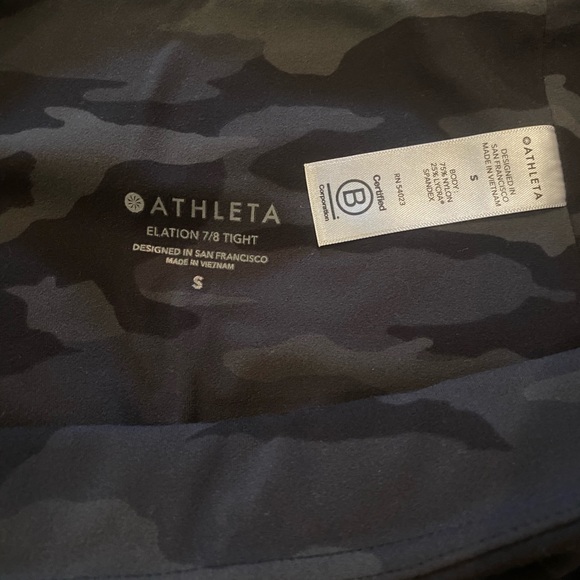 ATHLETA
ELATION 7/8 TIGHT
DESIGNED IN SAN FRANCISCO
MADE IN VIETNAM
S
ATHLETA
DESIGNED IN
SAN FRANCISCO
MADE IN VIETNAM
S
BODY
75% NYLON
25% LYCRA®
SPANDEX
RN 54023
Certified
B
Corporation